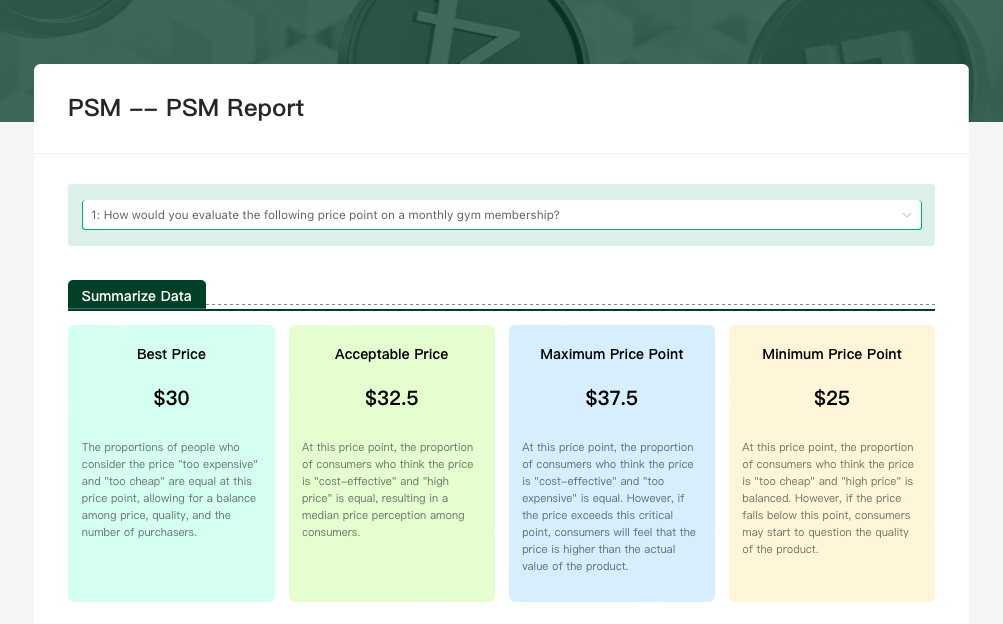 PSM -- PSM Report
1: How would you evaluate the following price point on a monthly gym membership?
Summarize Data
Best Price
$30
The proportions of people who
consider the price "too expensive"
and "too cheap" are equal at this
price point, allowing for a balance
among price, quality, and the
number of purchasers.
Acceptable Price
$32.5
At this price point, the proportion
of consumers who think the price
is "cost-effective" and "high
price" is equal, resulting in a
median price perception among
consumers.
Maximum Price Point
$37.5
At this price point, the proportion
of consumers who think the price
is "cost-effective" and "too
expensive" is equal. However, if
the price exceeds this critical
point, consumers will feel that the
price is higher than the actual
value of the product.
Minimum Price Point
$25
At this price point, the proportion
of consumers who think the price
is "too cheap" and "high price" is
balanced. However, if the price
falls below this point, consumers
may start to question the quality
of the product.